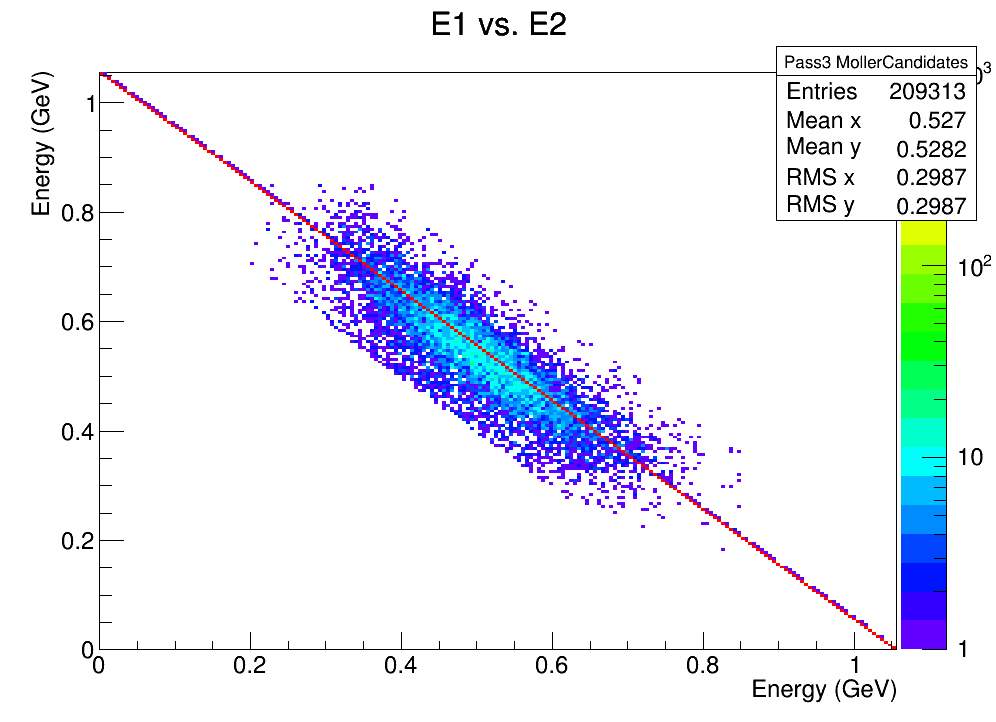 E1 vs. E2
Energy (GeV)
Pass3 MollerCandidates
Entries 209313
Mean x 0.527
Mean y 0.5282
RMS x 0.2987
RMS y 0.2987
1
0.8
0.6
0.4
0.2
0
0 0.2 0.4 0.6 0.8 1
Energy (GeV)
10²
10
1